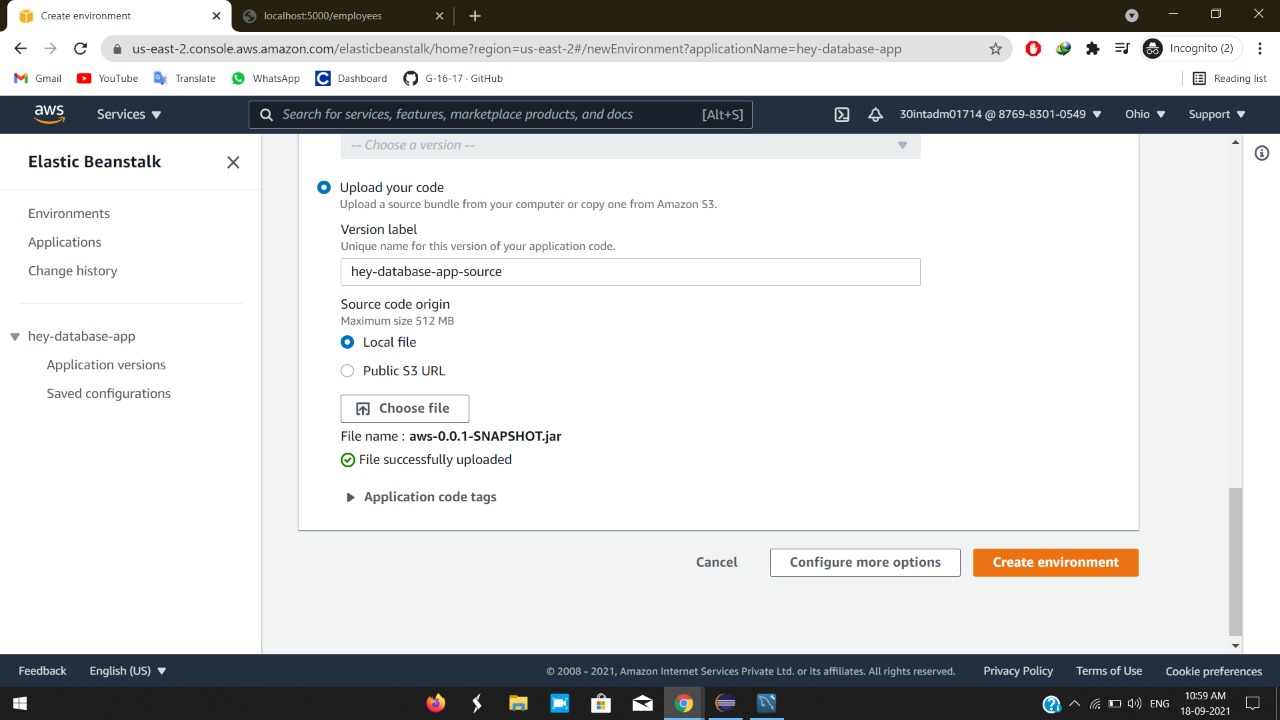 Create environment
localhost:5000/employees
us-east-2.console.aws.amazon.com/elasticbeanstalk/home?region=us-east-2#/newEnvironment?applicationName=hey-database-app
Incognito (2)
Gmail
YouTube
Translate
WhatsApp
Dashboard
G-16-17 - GitHub
Reading list
aws
Services
Search for services, features, marketplace products, and docs
[Alt+S]
30intadm01714 @ 8769-8301-0549
Ohio
Support
Elastic Beanstalk
Environments
Applications
Change history
hey-database-app
Application versions
Saved configurations
-- Choose a version --
Upload your code
Upload a source bundle from your computer or copy one from Amazon S3.
Version label
Unique name for this version of your application code.
hey-database-app-source
Source code origin
Maximum size 512 MB
Local file
Public S3 URL
Choose file
File name : aws-0.0.1-SNAPSHOT.jar
File successfully uploaded
Application code tags
Cancel
Configure more options
Create environment
Feedback
English (US)
© 2008 - 2021, Amazon Internet Services Private Ltd. or its affiliates. All rights reserved.
Privacy Policy
Terms of Use
Cookie preferences
ENG
10:59 AM
18-09-2021